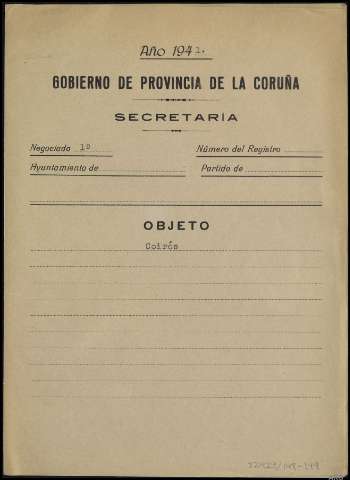 Año 1942.
GOBIERNO DE PROVINCIA DE LA CORUÑA
SECRETARÍA
Negociado 1º Número del Registro
Ayuntamiento de Partido de
OBJETO
Coirós